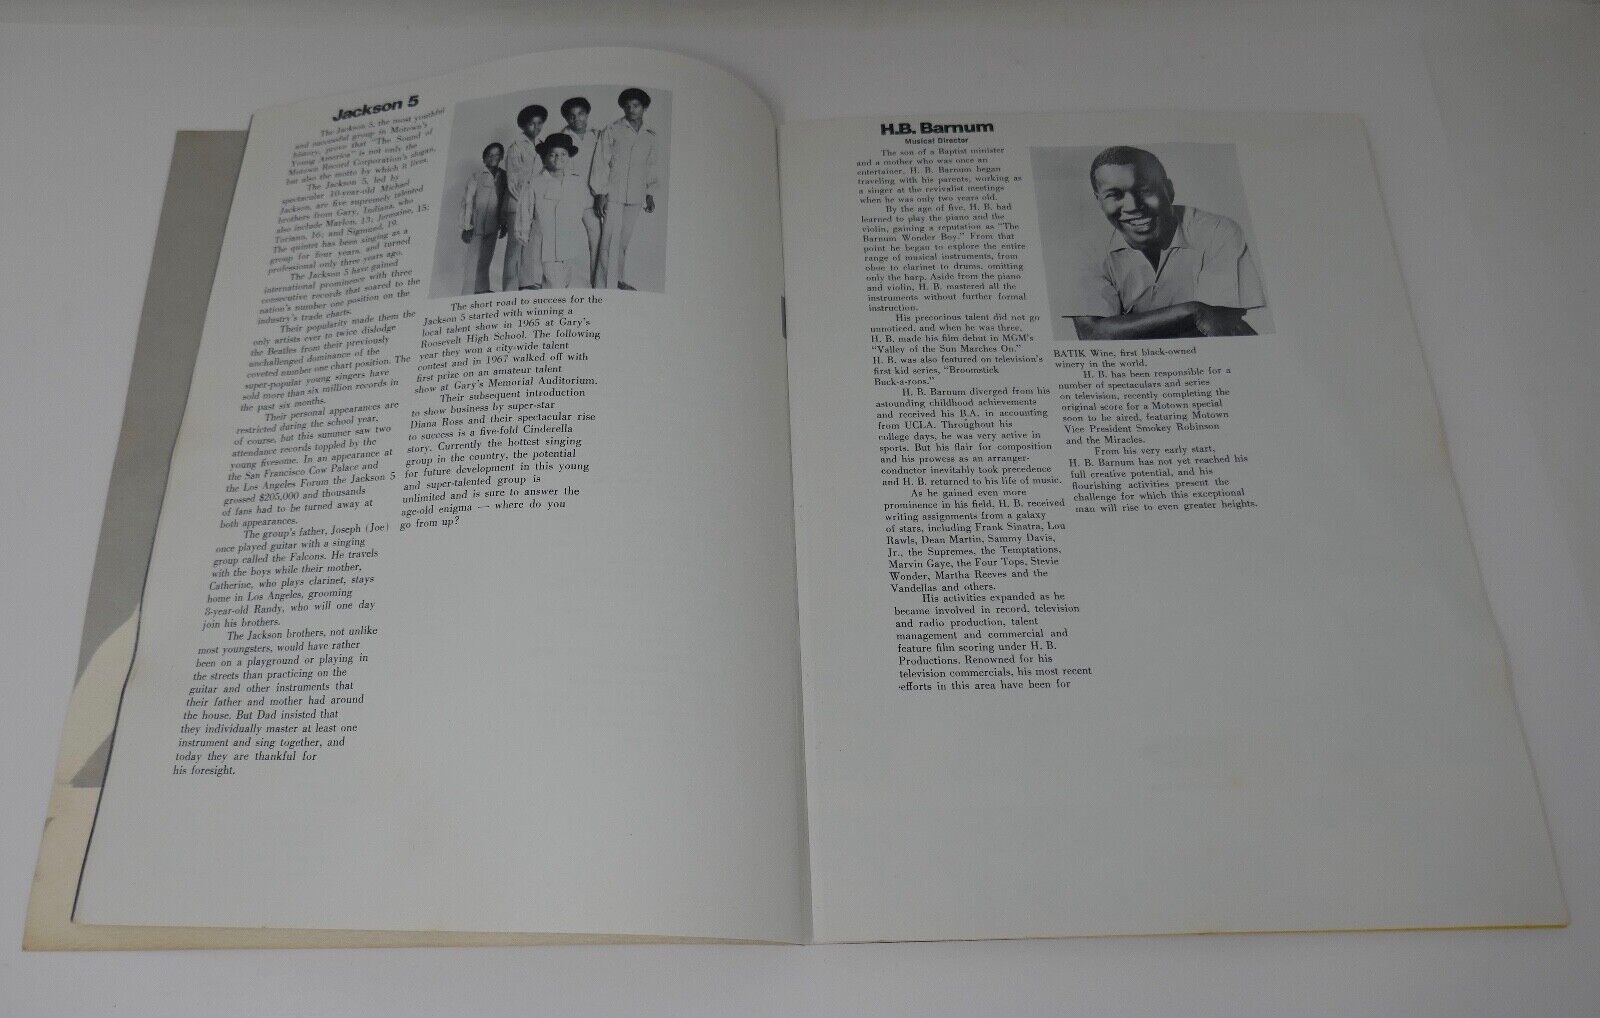 Jackson 5
The Jackson 5, the most youthful
and successful group in Motown's
history, prove that "The Sound of
Young America" is not only the
Motown Record Corporation's slogan,
but also the motto by which it lives.
The Jackson 5, led by
spectacular 10-year-old Michael
Jackson, are five supremely talented
brothers from Gary, Indiana, who
also include Marlon, 13; Jermaine, 15;
Toriano, 16; and Sigmund, 19.
The quintet has been singing as a
group for four years, and turned
professional only three years ago.
The Jackson 5 have gained
international prominence with three
consecutive records that soared to the
nation's number one position on the
industry's trade charts.
Their popularity made them the
only artists ever to twice dislodge
the Beatles from their previously
unchallenged dominance of the
coveted number one chart position. The
super-popular young singers have
sold more than six million records in
the past six months.
Their personal appearances are
restricted during the school year,
of course, but this summer saw two
attendance records toppled by the
young fivesome. In an appearance at
the San Francisco Cow Palace and
the Los Angeles Forum the Jackson 5
grossed $205,000 and thousands
of fans had to be turned away at
both appearances.
The group's father, Joseph (Joe)
once played guitar with a singing
group called the Falcons. He travels
with the boys while their mother,
Catherine, who plays clarinet, stays
home in Los Angeles, grooming
8-year-old Randy, who will one day
join his brothers.
The Jackson brothers, not unlike
most youngsters, would have rather
been on a playground or playing in
the streets than practicing on the
guitar and other instruments that
their father and mother had around
the house. But Dad insisted that
they individually master at least one
instrument and sing together, and
today they are thankful for
his foresight.
The short road to success for the
Jackson 5 started with winning a
local talent show in 1965 at Gary's
Roosevelt High School. The following
year they won a city-wide talent
contest and in 1967 walked off with
first prize on an amateur talent
show at Gary's Memorial Auditorium.
Their subsequent introduction
to show business by super-star
Diana Ross and their spectacular rise
to success is a five-fold Cinderella
story. Currently the hottest singing
group in the country, the potential
for future development in this young
and super-talented group is
unlimited and is sure to answer the
age-old enigma — where do you
go from up?
H.B. Barnum
Musical Director
The son of a Baptist minister
and a mother who was once an
entertainer, H. B. Barnum began
traveling with his parents, working as
a singer at the revivalist meetings
when he was only two years old.
By the age of five, H. B. had
learned to play the piano and the
violin, gaining a reputation as "The
Barnum Wonder Boy." From that
point he began to explore the entire
range of musical instruments, from
oboe to clarinet to drums, omitting
only the harp. Aside from the piano
and violin, H. B. mastered all the
instruments without further formal
instruction.
His precocious talent did not go
unnoticed, and when he was three,
H. B. made his film debut in MGM's
"Valley of the Sun Marches On."
H. B. was also featured on television's
first kid series, "Broomstick
Buck-a-roos."
H. B. Barnum diverged from his
astounding childhood achievements
and received his B.A. in accounting
from UCLA. Throughout his
college days, he was very active in
sports. But his flair for composition
and his prowess as an arranger-
conductor inevitably took precedence
and H. B. returned to his life of music.
As he gained even more
prominence in his field, H. B. received
writing assignments from a galaxy
of stars, including Frank Sinatra, Lou
Rawls, Dean Martin, Sammy Davis,
Jr., the Supremes, the Temptations,
Marvin Gaye, the Four Tops, Stevie
Wonder, Martha Reeves and the
Vandellas and others.
His activities expanded as he
became involved in record, television
and radio production, talent
management and commercial and
feature film scoring under H. B.
Productions. Renowned for his
television commercials, his most recent
efforts in this area have been for
BATIK Wine, first black-owned
winery in the world.
H. B. has been responsible for a
number of spectaculars and series
on television, recently completing the
original score for a Motown special
soon to be aired, featuring Motown
Vice President Smokey Robinson
and the Miracles.
From his very early start,
H. B. Barnum has not yet reached his
full creative potential, and his
flourishing activities present the
challenge for which this exceptional
man will rise to even greater heights.